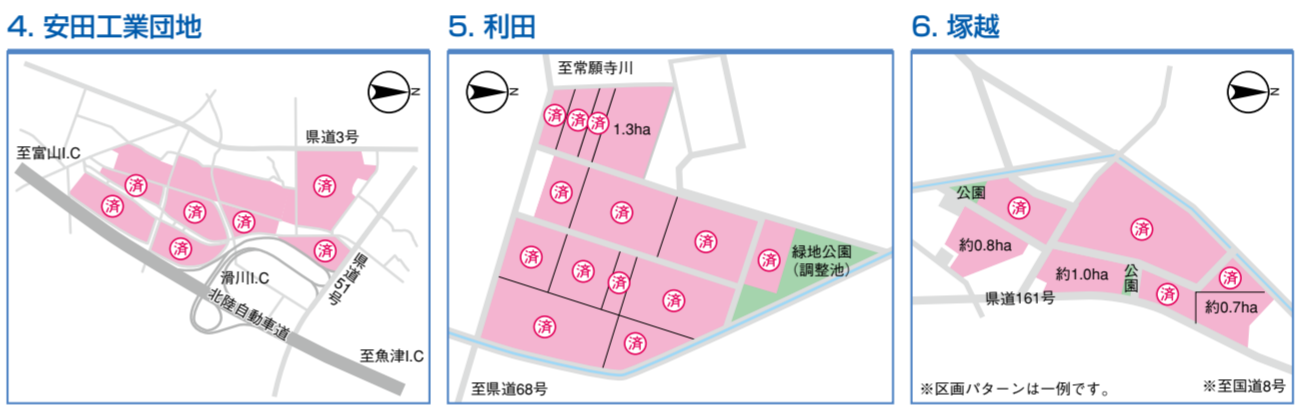 4. 安田工業団地
県道3号
至富山I.C
済
済
済
済
済
済
済
滑川I.C
県道51号
北陸自動車道
至魚津I.C
N
5. 利田
至常願寺川
N
済
済
済
1.3ha
済
済
済
済
緑地公園
（調整池）
済
済
済
済
済
済
至県道68号
6. 塚越
N
公園
済
済
約0.8ha
約1.0ha
公園
済
済
県道161号
約0.7ha
※区画パターンは一例です。
※至国道8号